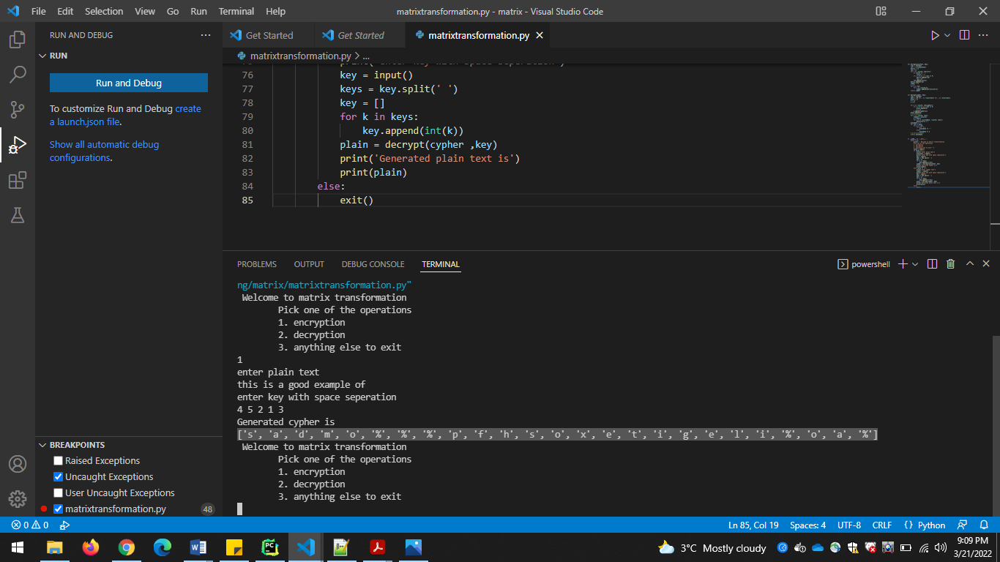 File Edit Selection View Go Run Terminal Help
matrixtransformation.py - matrix - Visual Studio Code
RUN AND DEBUG ...
RUN
Run and Debug
To customize Run and Debug create
a launch.json file.
Show all automatic debug
configurations.
Get Started
Get Started
matrixtransformation.py
matrixtransformation.py > ...
76 key = input()
77 keys = key.split(' ')
78 key = []
79 for k in keys:
80 key.append(int(k))
81 plain = decrypt(cypher ,key)
82 print('Generated plain text is')
83 print(plain)
84 else:
85 exit()
PROBLEMS OUTPUT DEBUG CONSOLE TERMINAL
powershell
ng/matrix/matrixtransformation.py"
Welcome to matrix transformation
Pick one of the operations
1. encryption
2. decryption
3. anything else to exit
1
enter plain text
this is a good example of
enter key with space seperation
4 5 2 1 3
Generated cypher is
['s', 'a', 'd', 'm', 'o', '%', '%', '%', 'p', 'f', 'h', 's', 'o', 'x', 'e', 't', 'i', 'g', 'e', 'l', 'i', '%', 'o', 'a', '%']
Welcome to matrix transformation
Pick one of the operations
1. encryption
2. decryption
3. anything else to exit
BREAKPOINTS
Raised Exceptions
Uncaught Exceptions
User Uncaught Exceptions
matrixtransformation.py 48
0 0
Ln 85, Col 19 Spaces: 4 UTF-8 CRLF {} Python
3°C Mostly cloudy
9:09 PM
3/21/2022